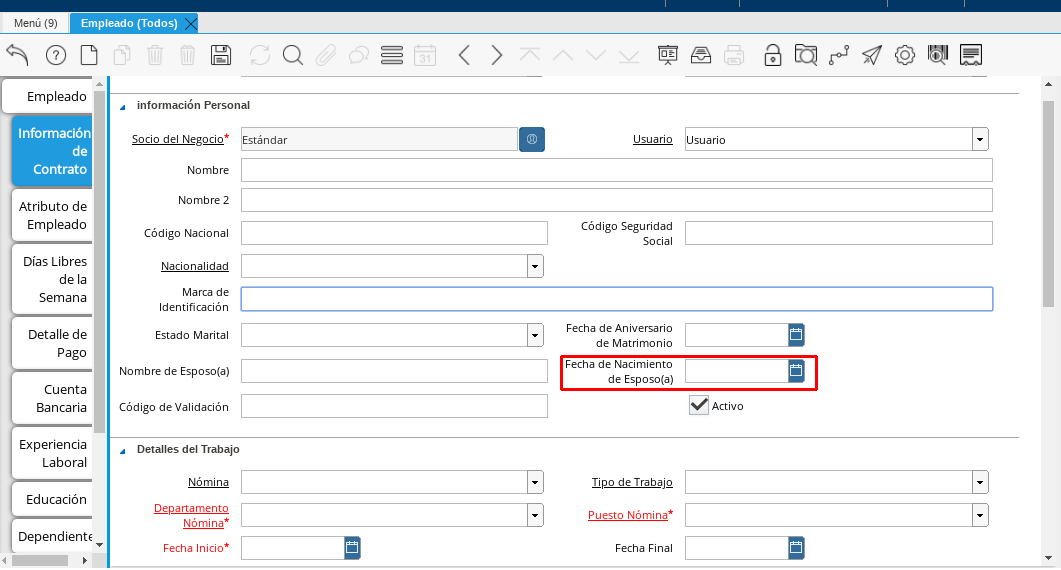 Menú (9)
Empleado (Todos)
31
Empleado
Información
de
Contrato
Atributo de
Empleado
Días Libres
de la
Semana
Detalle de
Pago
Cuenta
Bancaria
Experiencia
Laboral
Educación
Dependiente
información Personal
Socio del Negocio*
Estándar
Usuario
Usuario
Nombre
Nombre 2
Código Nacional
Código Seguridad
Social
Nacionalidad
Marca de
Identificación
Estado Marital
Fecha de Aniversario
de Matrimonio
Nombre de Esposo(a)
Fecha de Nacimiento
de Esposo(a)
Código de Validación
Activo
Detalles del Trabajo
Nómina
Tipo de Trabajo
Departamento
Nómina*
Puesto Nómina*
Fecha Inicio*
Fecha Final